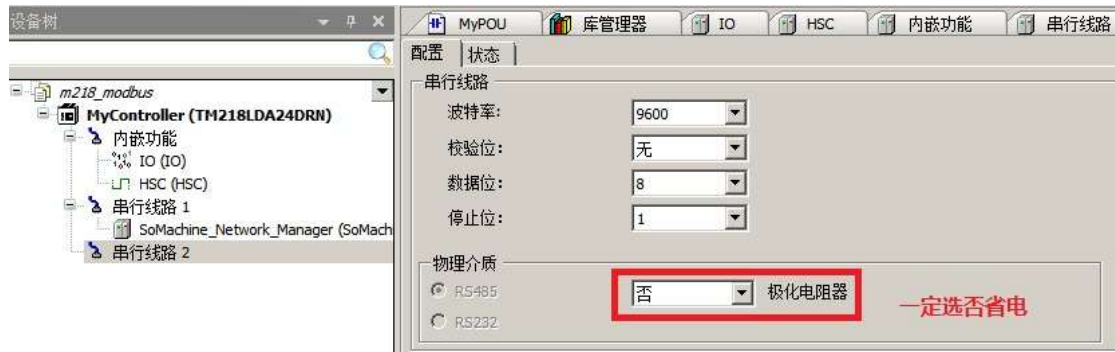 设备树
m218_modbus
MyController (TM218LDA24DRN)
内嵌功能
IO (IO)
HSC (HSC)
串行线路 1
SoMachine_Network_Manager (SoMach
串行线路 2
MyPOU 库管理器 IO HSC 内嵌功能 串行线路
配置 状态
串行线路
波特率: 9600
校验位: 无
数据位: 8
停止位: 1
物理介质
RS485 否 极化电阻器 一定选否省电
RS232